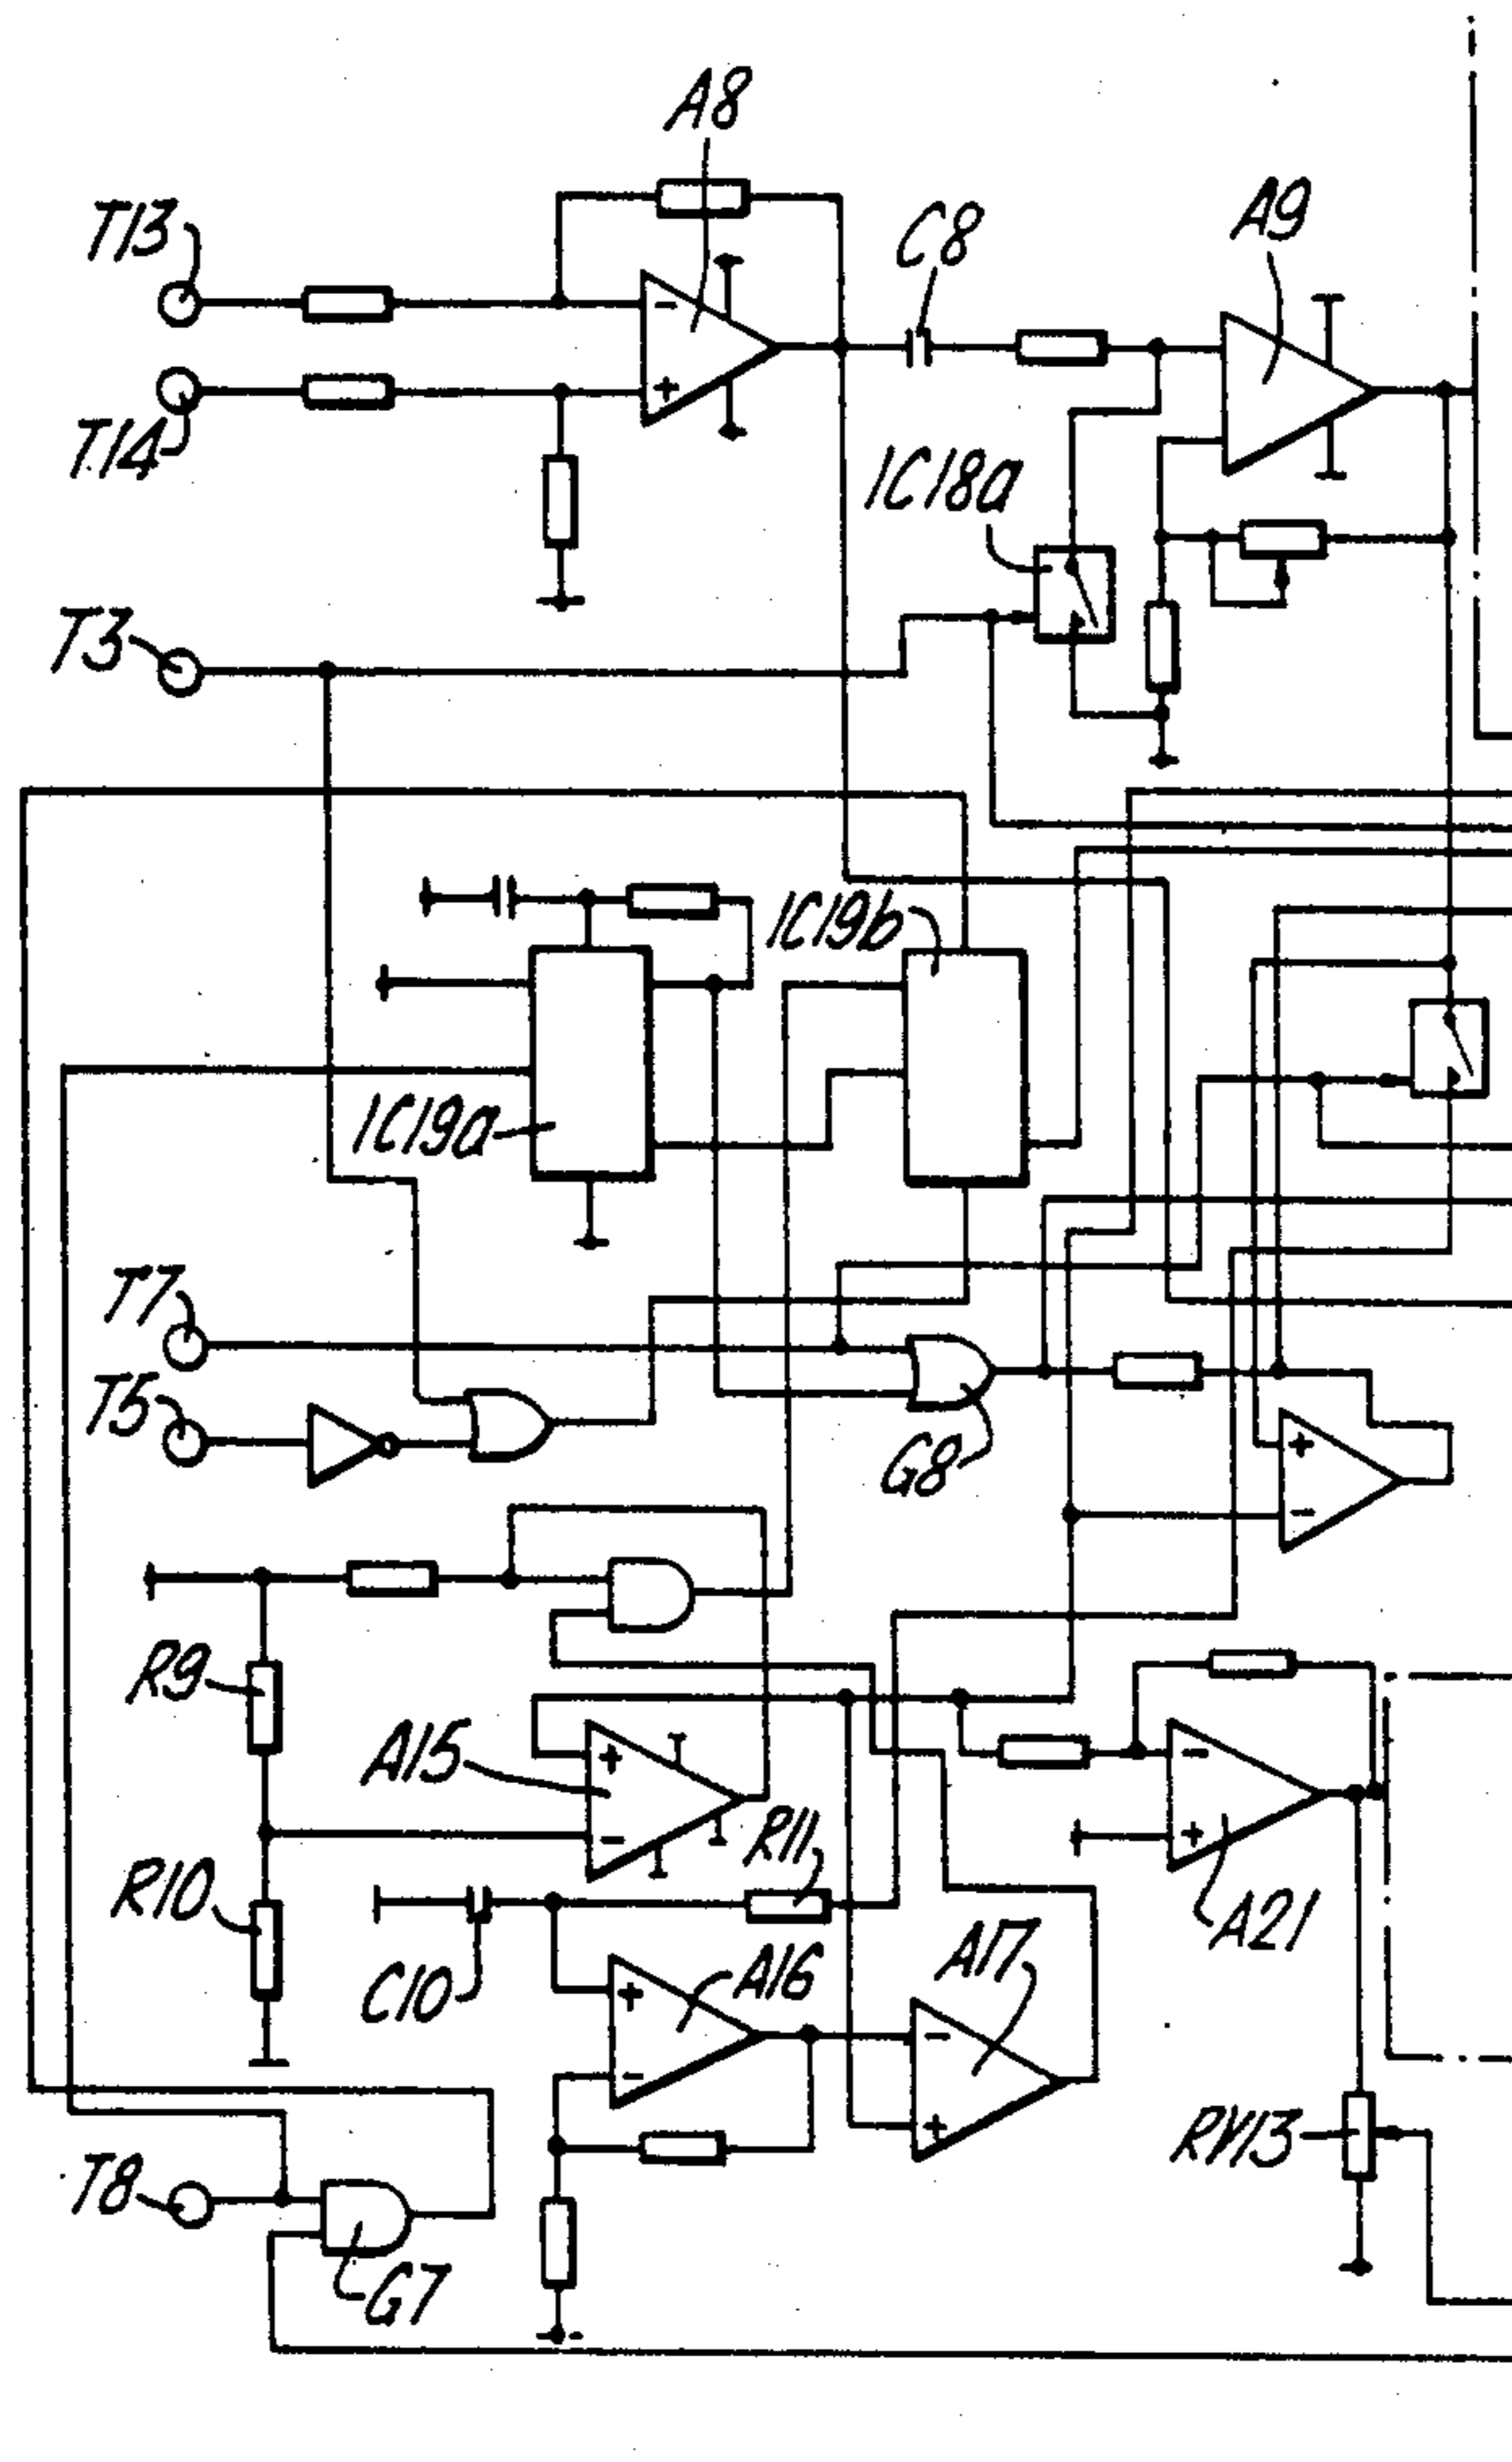 A8
T13
C8
A9
T14
IC18a
T3
IC19b
IC19a
T7
T5
G8
R9
A15
R11
R10
A21
A17
A16
C10
RV13
T8
G7